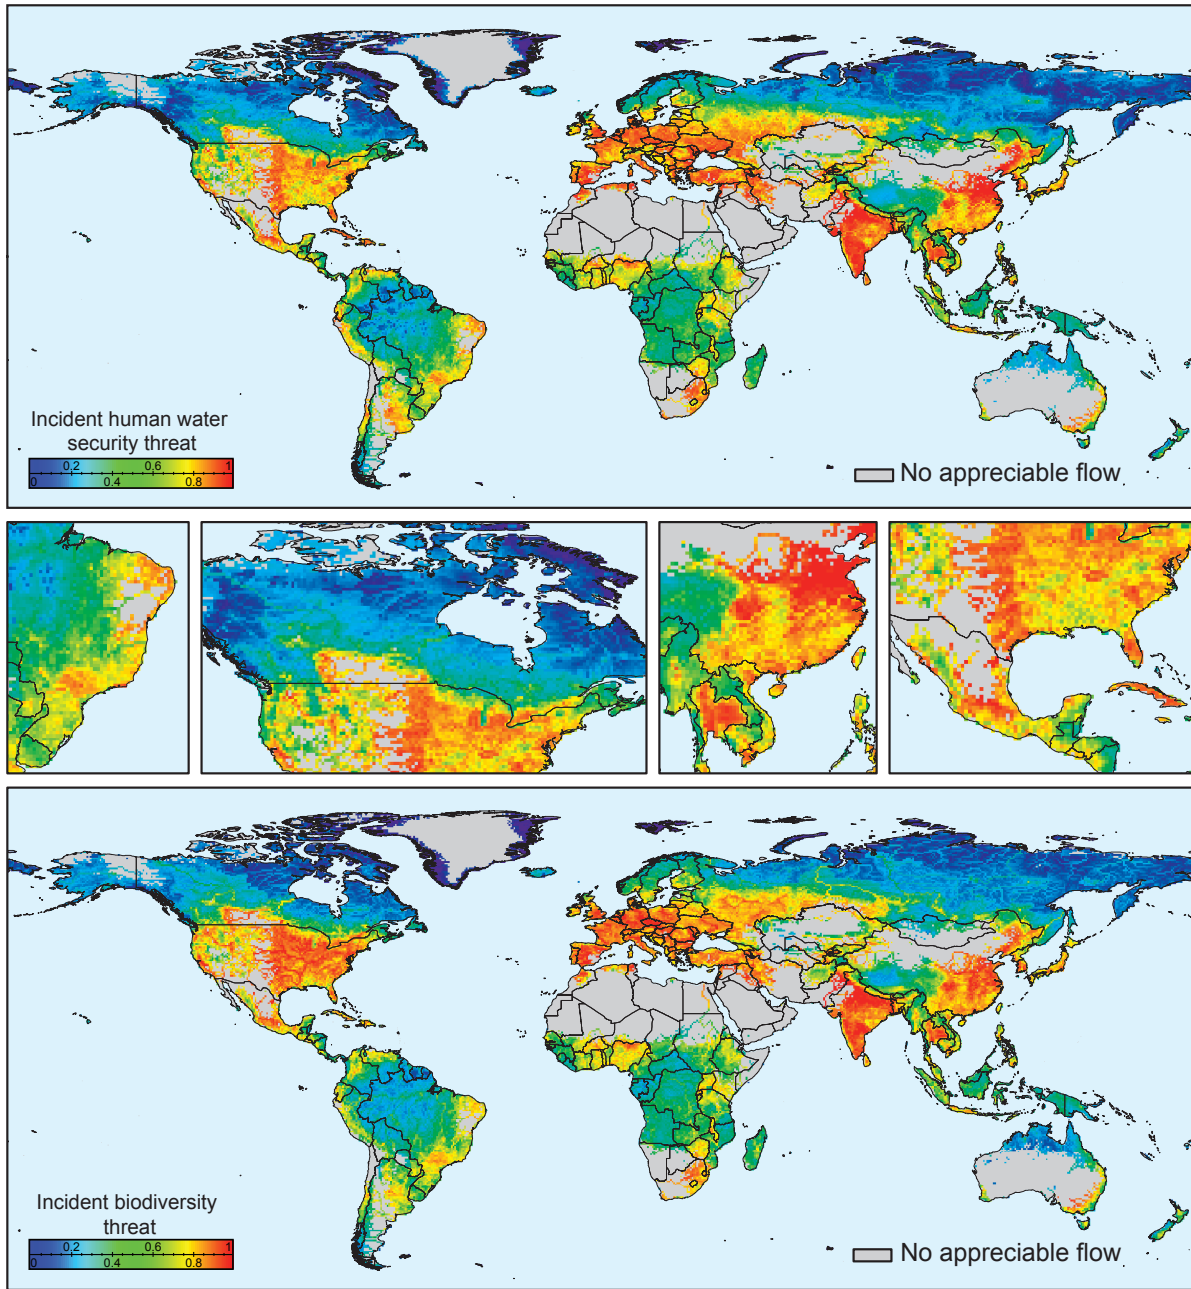 Incident human water
security threat
0.2 0.6 1
0 0.4 0.8
No appreciable flow
Incident biodiversity
threat
0.2 0.6 1
0 0.4 0.8
No appreciable flow